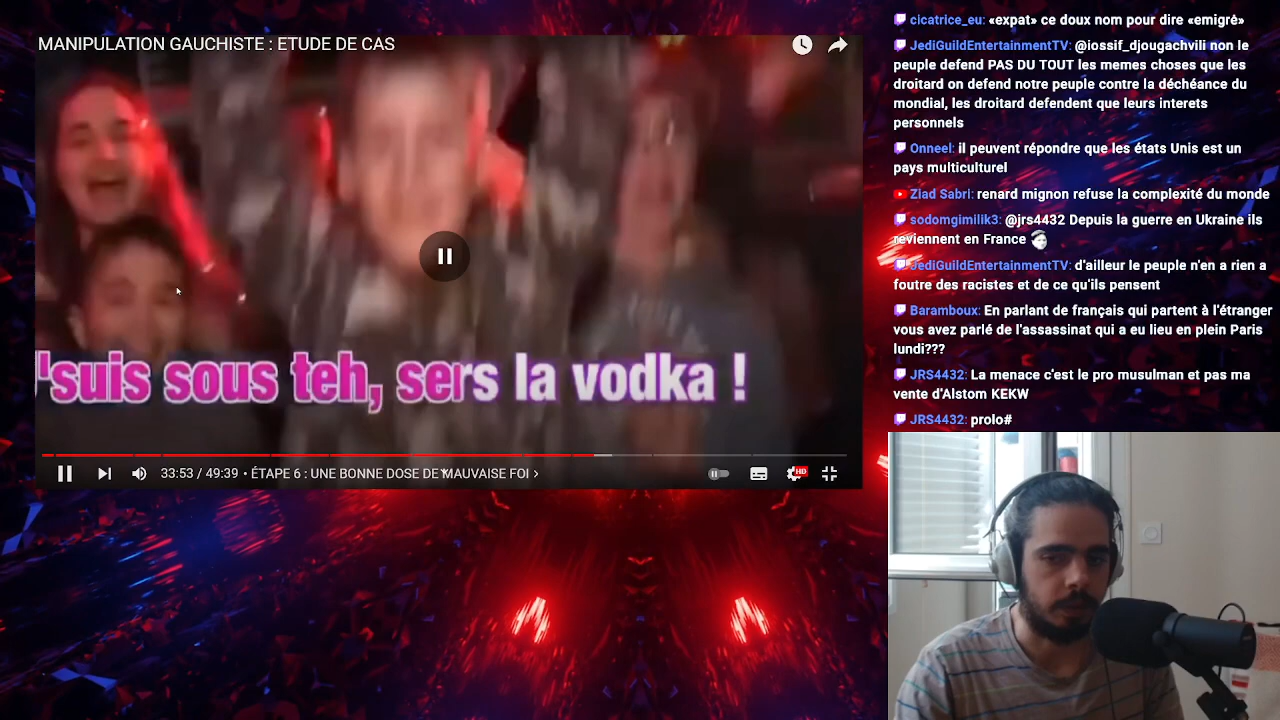 MANIPULATION GAUCHISTE : ETUDE DE CAS
'suis sous teh, sers la vodka !
33:53 / 49:39 • ÉTAPE 6 : UNE BONNE DOSE DE MAUVAISE FOI ›
HD
cicatrice_eu: «expat» ce doux nom pour dire «emigré»
JediGuildEntertainmentTV: @iossif_djougachvili non le
peuple defend PAS DU TOUT les memes choses que les
droitard on defend notre peuple contre la déchéance du
mondial, les droitard defendent que leurs interets
personnels
Onneel: il peuvent répondre que les états Unis est un
pays multiculturel
Ziad Sabri: renard mignon refuse la complexité du monde
sodomgimilik3: @jrs4432 Depuis la guerre en Ukraine ils
reviennent en France
JediGuildEntertainmentTV: d'ailleur le peuple n'en a rien a
foutre des racistes et de ce qu'ils pensent
Baramboux: En parlant de français qui partent à l'étranger
vous avez parlé de l'assassinat qui a eu lieu en plein Paris
lundi???
JRS4432: La menace c'est le pro musulman et pas ma
vente d'Alstom KEKW
JRS4432: prolo#